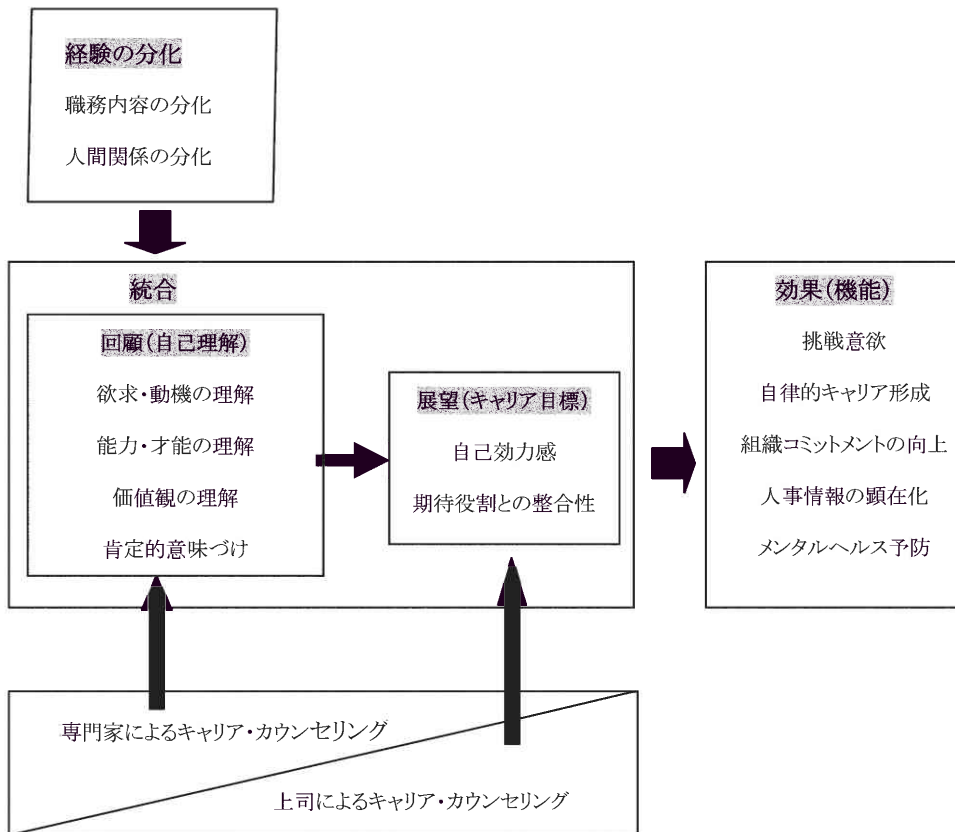 経験の分化
職務内容の分化
人間関係の分化
統合
回顧(自己理解)
欲求・動機の理解
能力・才能の理解
価値観の理解
肯定的意味づけ
展望(キャリア目標)
自己効力感
期待役割との整合性
効果(機能)
挑戦意欲
自律的キャリア形成
組織コミットメントの向上
人事情報の顕在化
メンタルヘルス予防
専門家によるキャリア・カウンセリング
上司によるキャリア・カウンセリング